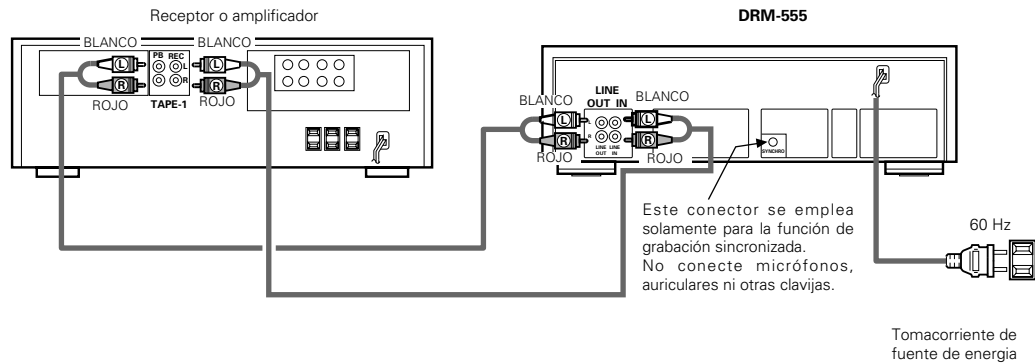 Receptor o amplificador
DRM-555
BLANCO
BLANCO
PB REC
L
L
L
R
R
R
ROJO
TAPE-1
ROJO
LINE
OUT IN
BLANCO
BLANCO
L
L
L
R
R
R
ROJO
LINE OUT
LINE IN
ROJO
SYNCHRO
Este conector se emplea
solamente para la función de
grabación sincronizada.
No conecte micrófonos,
auriculares ni otras clavijas.
60 Hz
Tomacorriente de
fuente de energia